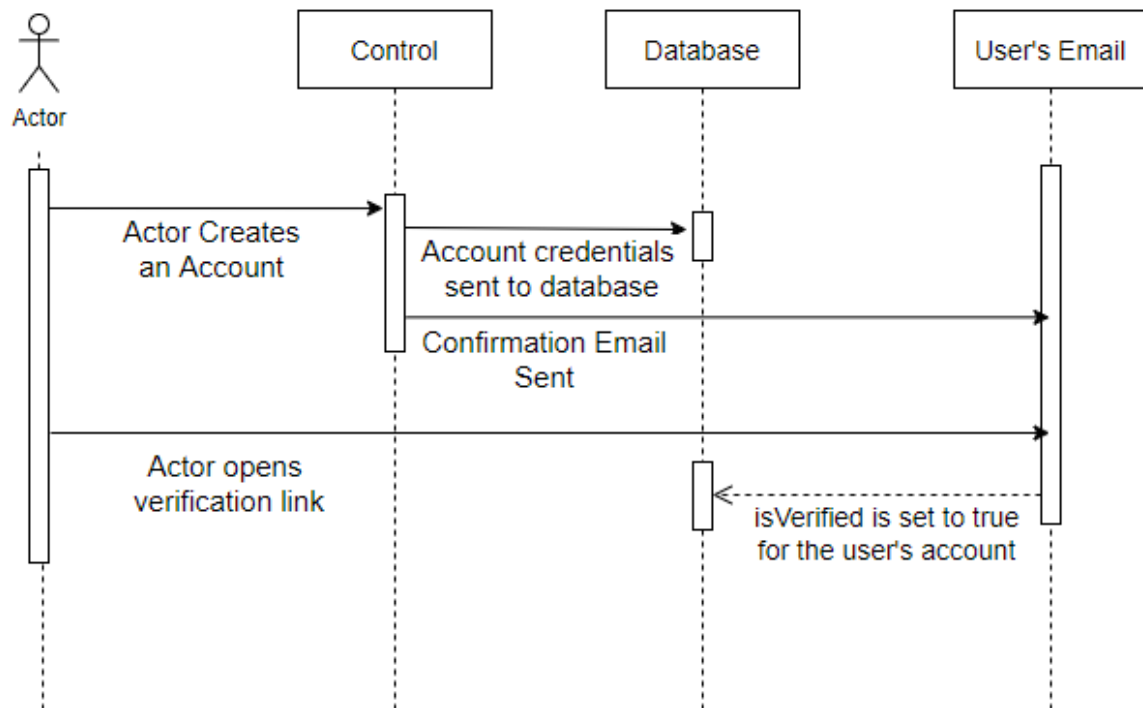 Control
Database
User's Email
Actor
Actor Creates
an Account
Account credentials
sent to database
Confirmation Email
Sent
Actor opens
verification link
isVerified is set to true
for the user's account